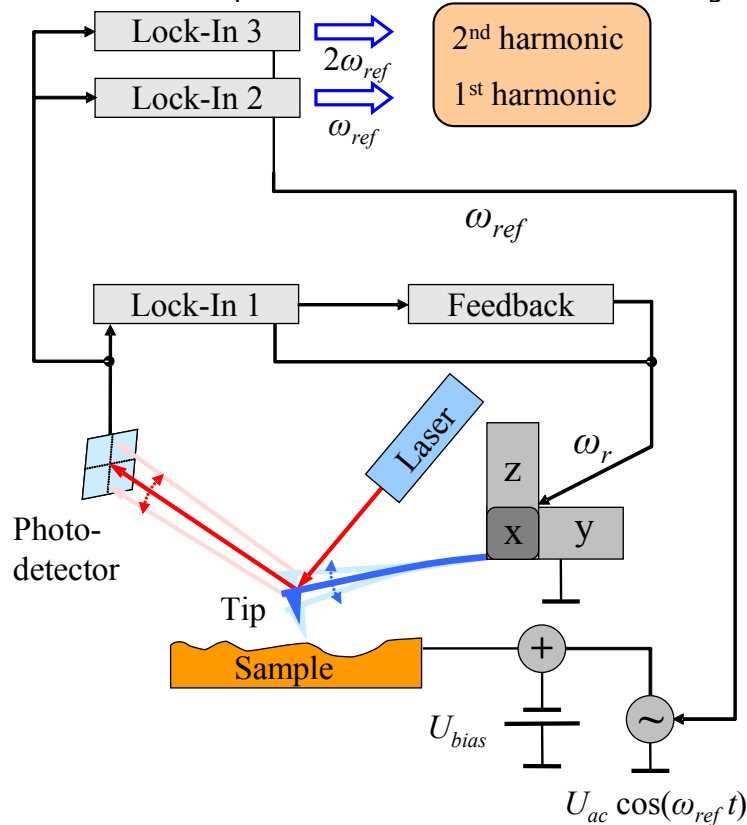 Lock-In 3
2ω_ref
2nd harmonic
Lock-In 2
ω_ref
1st harmonic
ω_ref
Lock-In 1
Feedback
Laser
ω_r
z
x
y
Photo-
detector
Tip
Sample
+
~
U_bias
U_ac cos(ω_ref t)